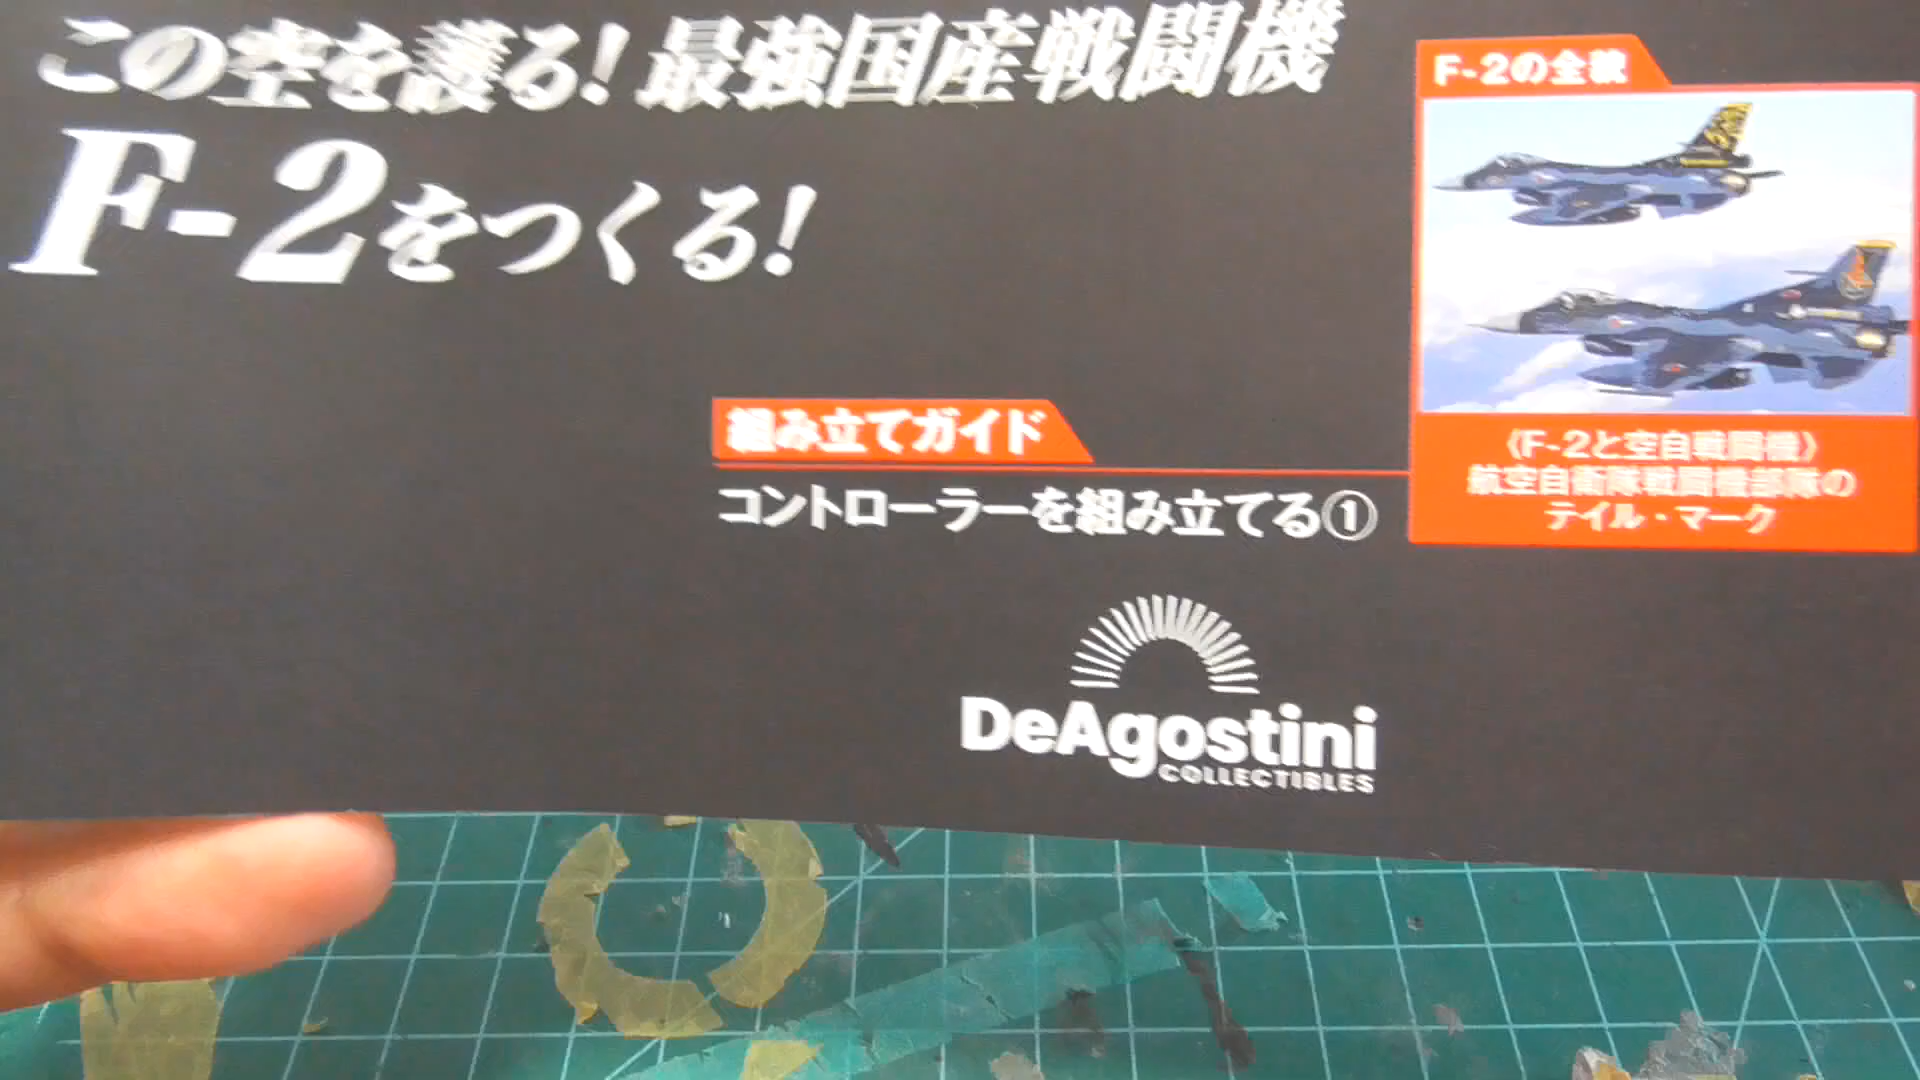 この空を護る!最強国産戦闘機
F-2をつくる!
F-2の全貌
《F-2と空自戦闘機》
航空自衛隊戦闘機部隊の
テイル・マーク
組み立てガイド
コントローラーを組み立てる①
DeAgostini
COLLECTIBLES